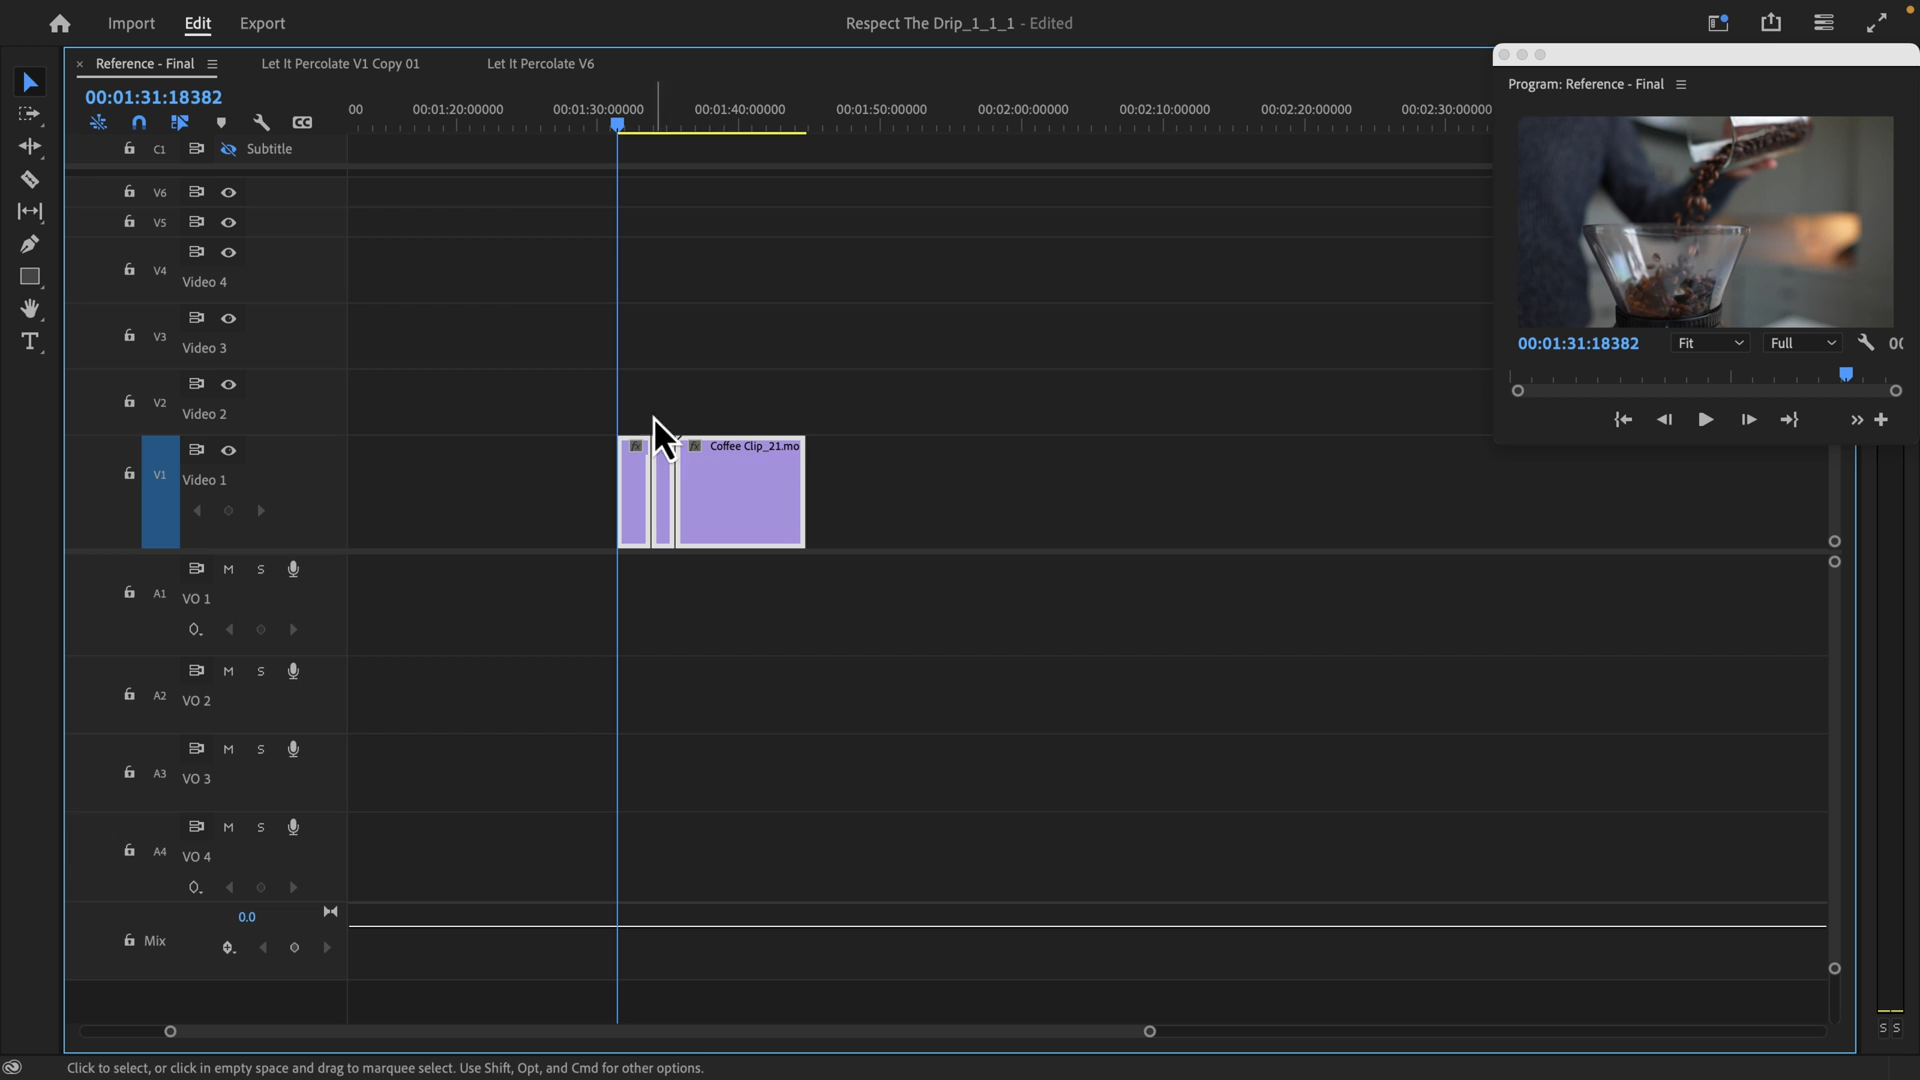 Import Edit Export Respect The Drip_1_1_1 - Edited
× Reference - Final Let It Percolate V1 Copy 01 Let It Percolate V6
00:01:31:18382
00 00:01:20:00000 00:01:30:00000 00:01:40:00000 00:01:50:00000 00:02:00:00000 00:02:10:00000 00:02:20:00000 00:02:30:00000
CC
Program: Reference - Final
C1 Subtitle
V6
V5
V4
Video 4
V3
Video 3
00:01:31:18382 Fit Full 00
V2
Video 2
fx fx Coffee Clip_21.mo
V1
Video 1
M S
A1
VO 1
M S
A2
VO 2
M S
A3
VO 3
M S
A4
VO 4
0.0
Mix
S S
T
Click to select, or click in empty space and drag to marquee select. Use Shift, Opt, and Cmd for other options.